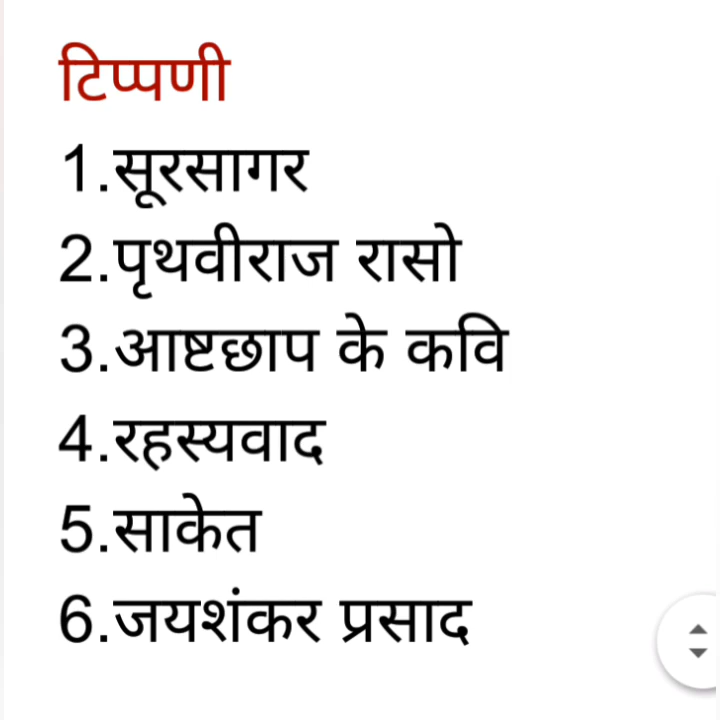 टिप्पणी
1.सूरसागर
2.पृथवीराज रासो
3.आष्टछाप के कवि
4.रहस्यवाद
5.साकेत
6.जयशंकर प्रसाद